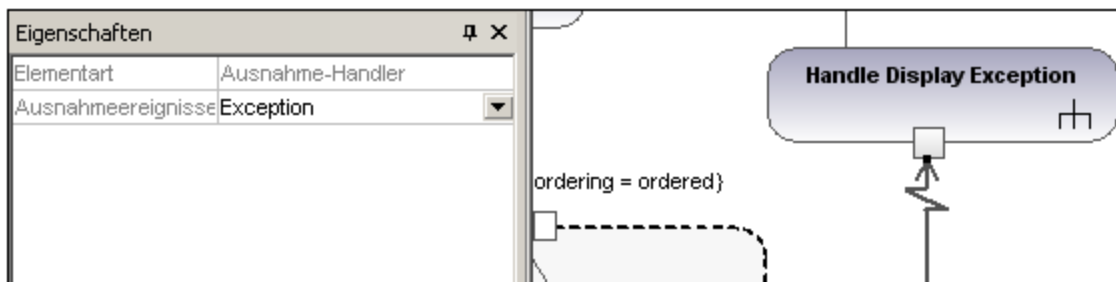 Eigenschaften
Elementart Ausnahme-Handler
Ausnahmeereignisse Exception
Handle Display Exception
ordering = ordered}